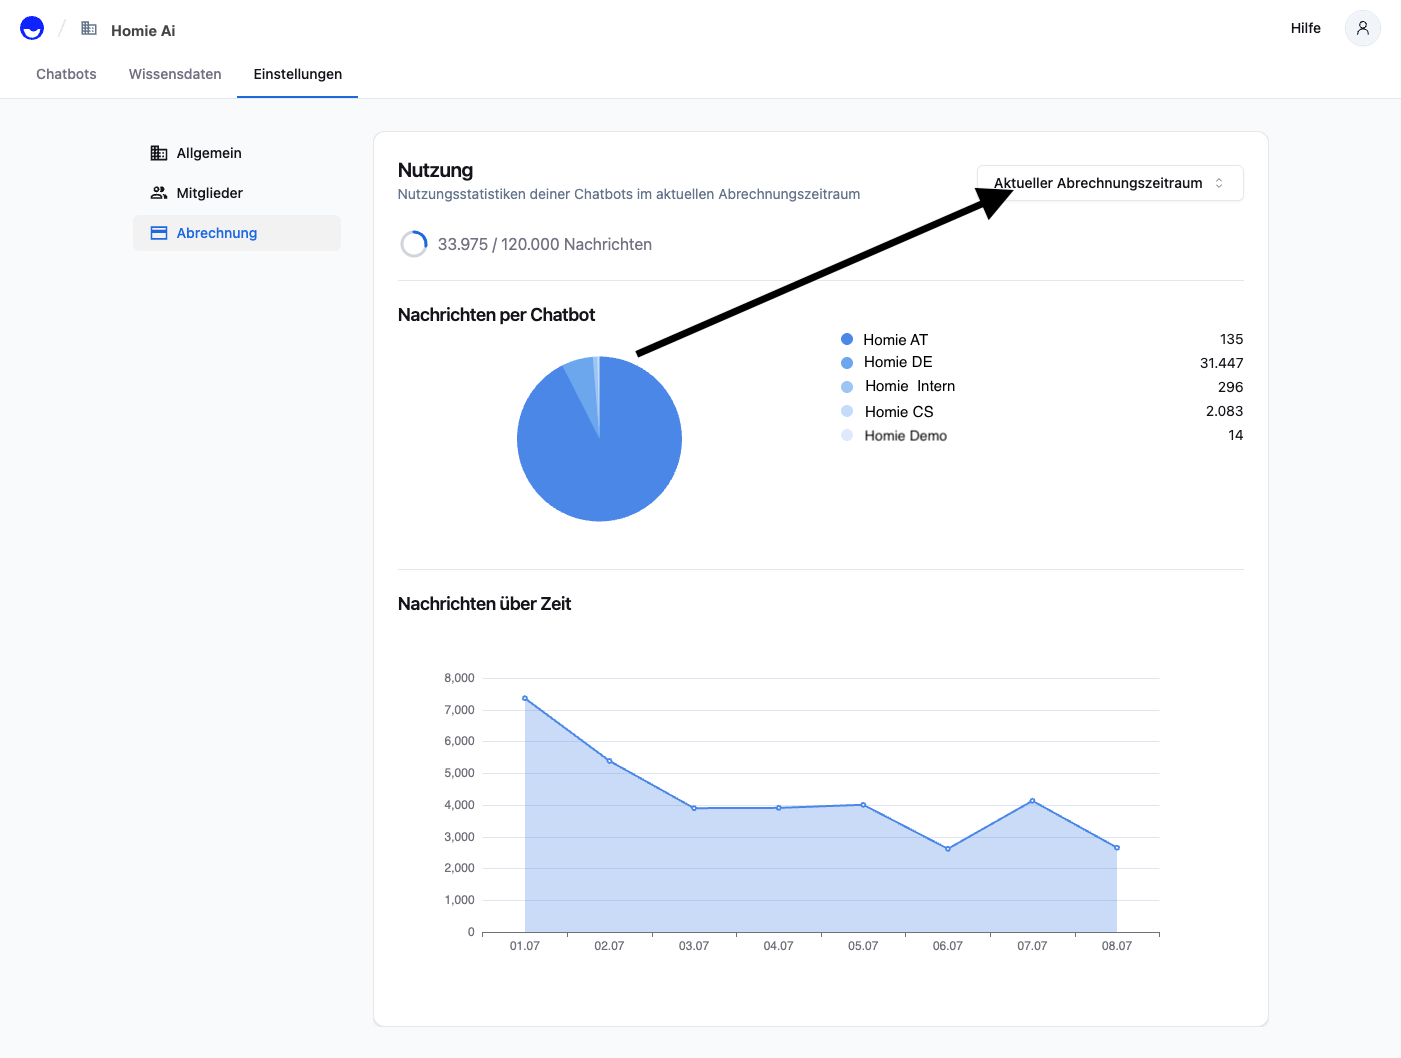 Homie Ai
Hilfe
Chatbots
Wissensdaten
Einstellungen
Allgemein
Mitglieder
Abrechnung
Nutzung
Nutzungsstatistiken deiner Chatbots im aktuellen Abrechnungszeitraum
Aktueller Abrechnungszeitraum
33.975 / 120.000 Nachrichten
Nachrichten per Chatbot
Homie AT 135
Homie DE 31.447
Homie Intern 296
Homie CS 2.083
Homie Demo 14
Nachrichten über Zeit
8,000
7,000
6,000
5,000
4,000
3,000
2,000
1,000
0
01.07 02.07 03.07 04.07 05.07 06.07 07.07 08.07